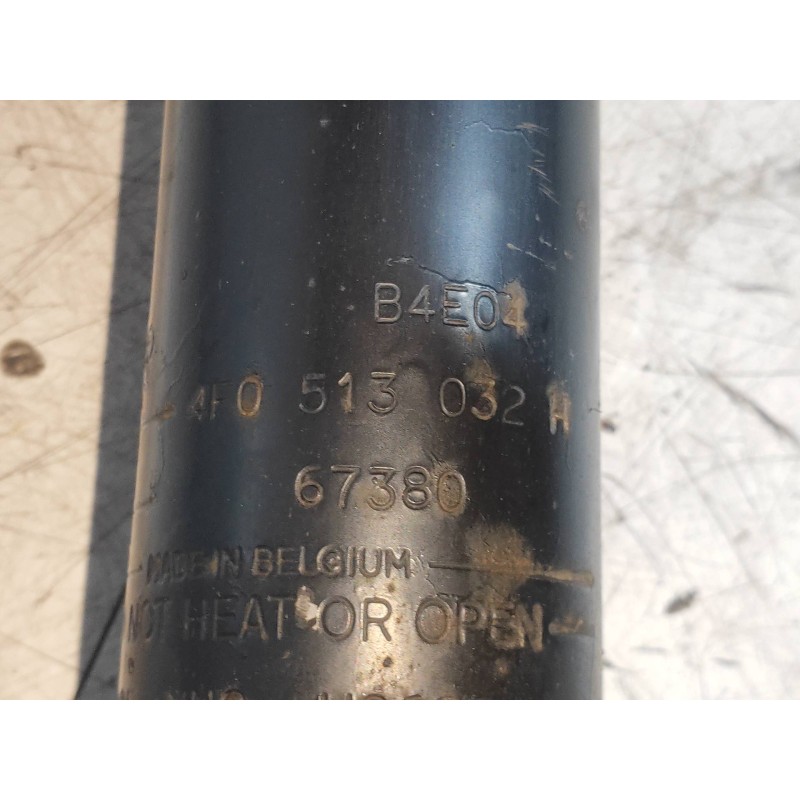 B4E04
4F0 513 032 H
67380
MADE IN BELGIUM
NOT HEAT OR OPEN